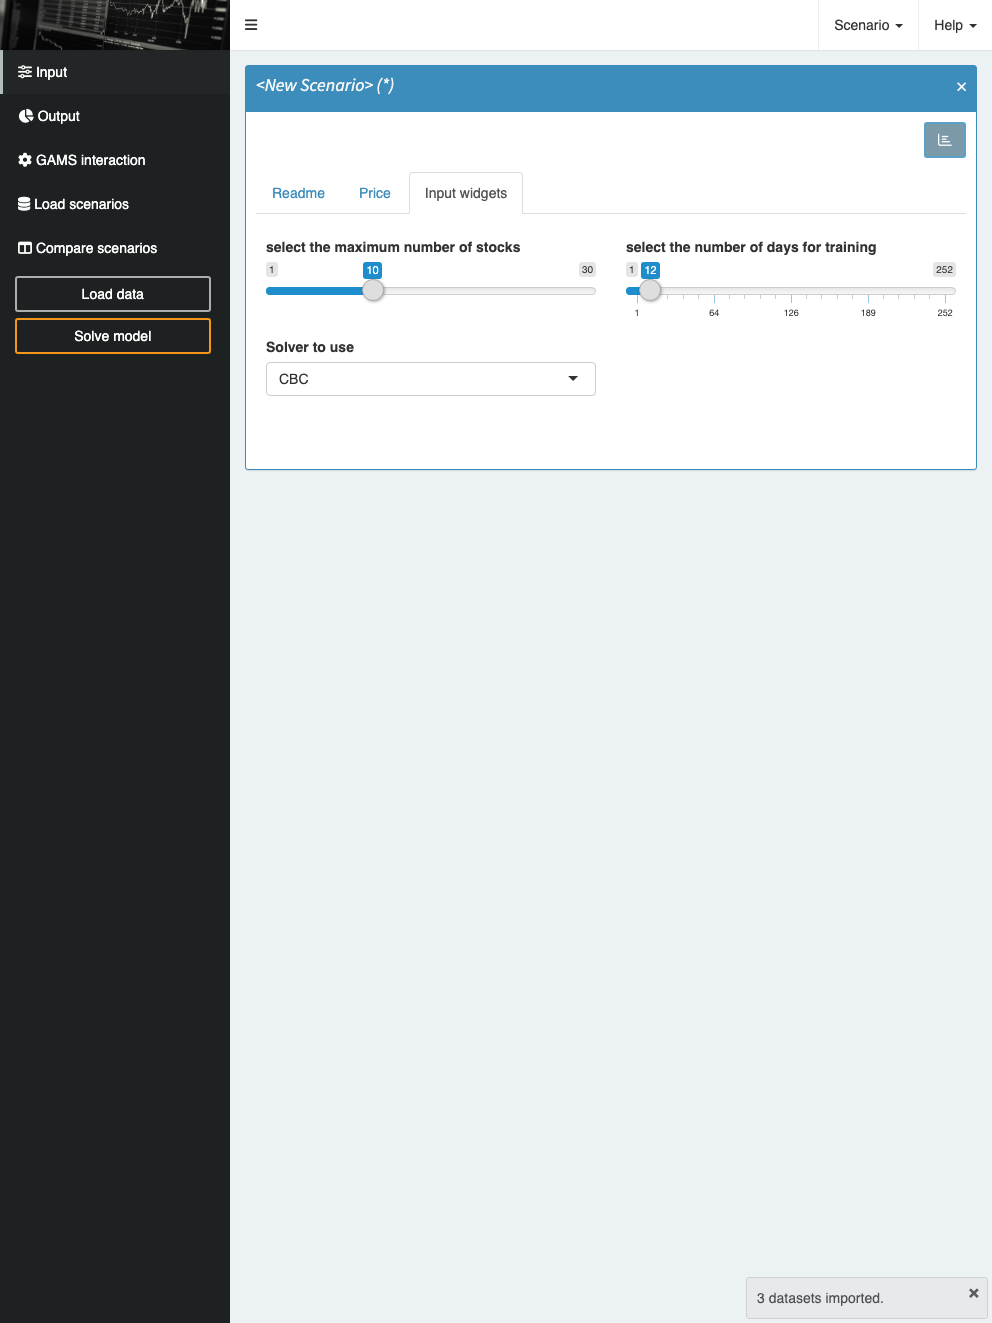 Scenario
Help
Input
Output
GAMS interaction
Load scenarios
Compare scenarios
Load data
Solve model
<New Scenario> (*)
Readme
Price
Input widgets
select the maximum number of stocks
1
10
30
select the number of days for training
1
12
252
1
64
126
189
252
Solver to use
CBC
3 datasets imported.